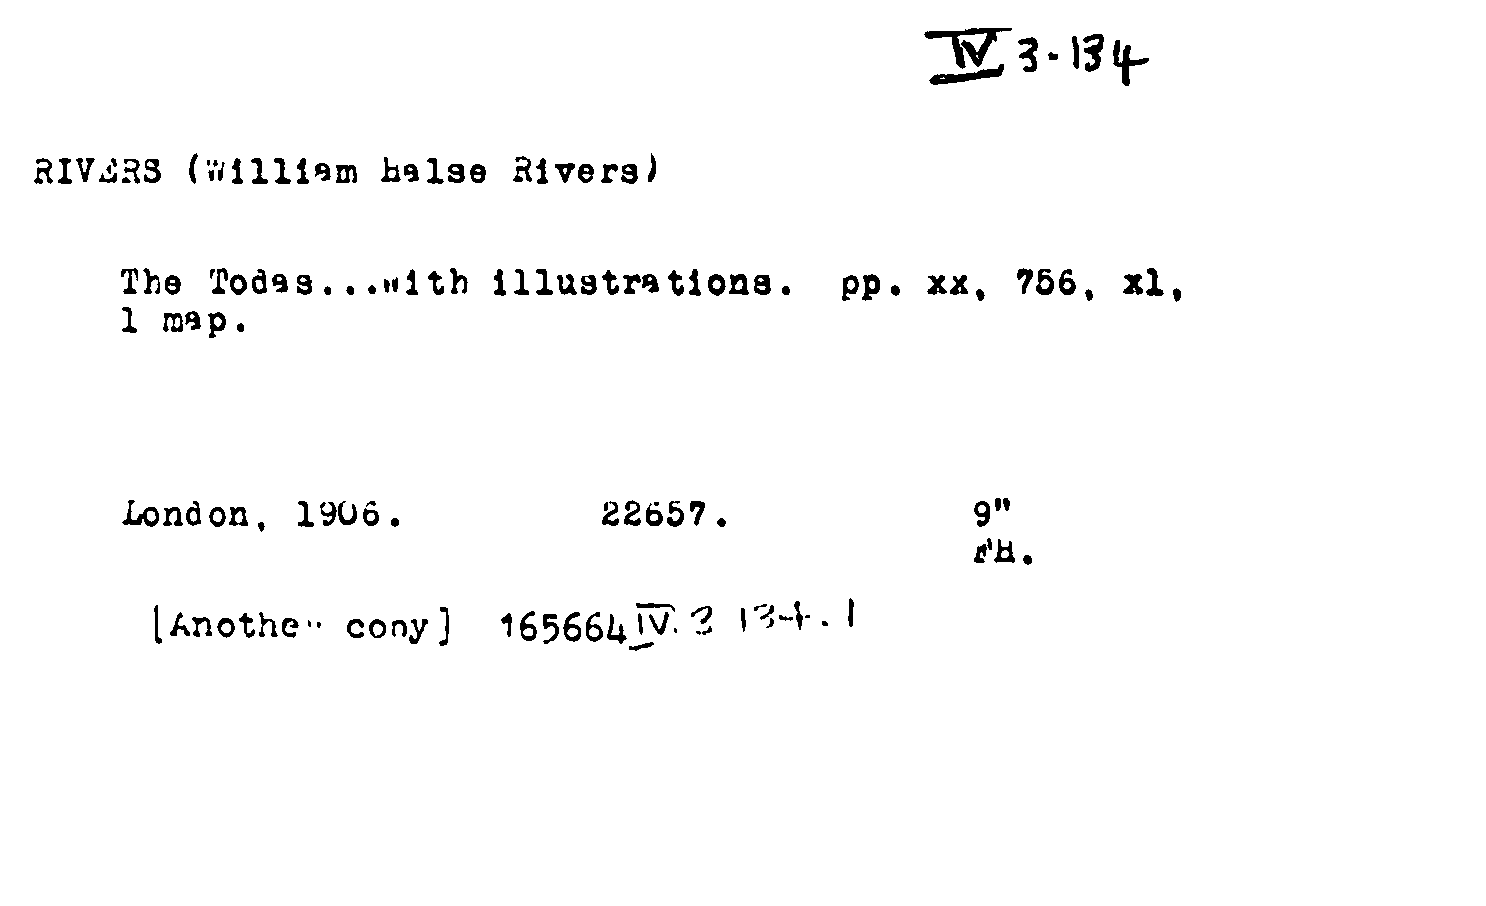 IV 3·134
RIVERS (William Halse Rivers)
The Todas...with illustrations. pp. xx, 756, xl,
1 map.
London, 1906. 22657. 9"
FH.
[Another copy] 165664 IV. 3 134.1